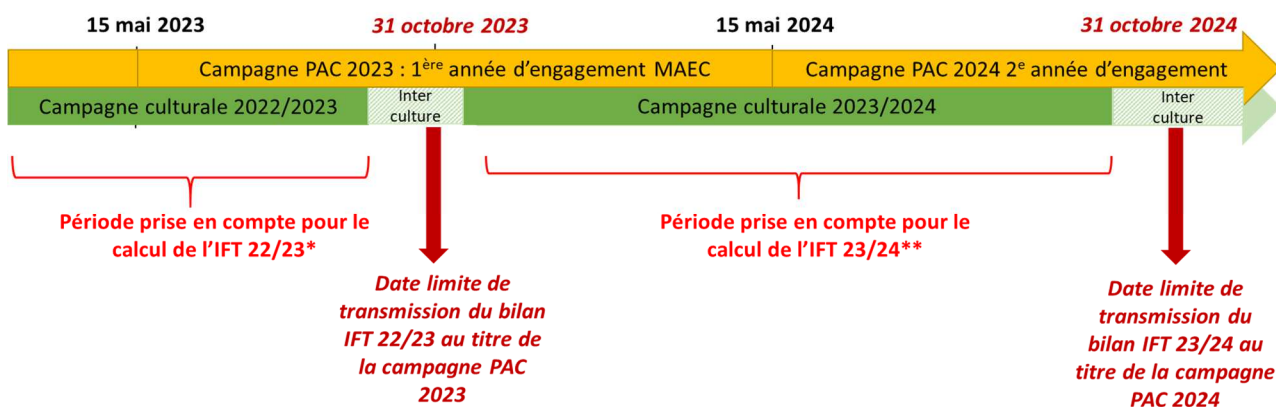 15 mai 2023
31 octobre 2023
15 mai 2024
31 octobre 2024
Campagne PAC 2023 : 1ère année d’engagement MAEC
Campagne PAC 2024 2e année d’engagement
Campagne culturale 2022/2023
Inter
culture
Campagne culturale 2023/2024
Inter
culture
Période prise en compte pour le
calcul de l’IFT 22/23*
Période prise en compte pour le
calcul de l’IFT 23/24**
Date limite de
transmission du bilan
IFT 22/23 au titre de
la campagne PAC
2023
Date limite de
transmission du
bilan IFT 23/24 au
titre de la campagne
PAC 2024